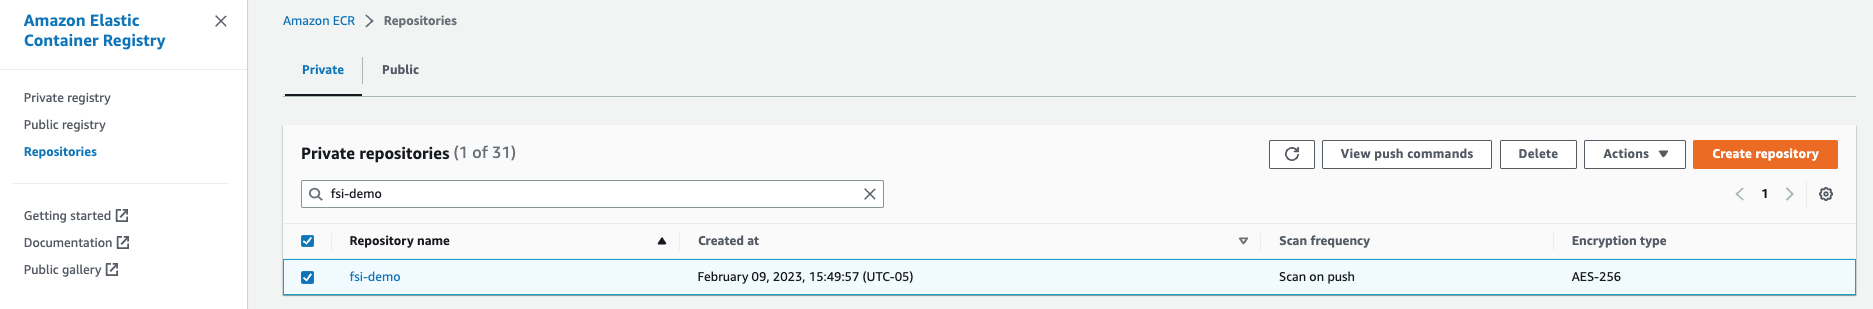 Amazon Elastic
Container Registry
Private registry
Public registry
Repositories
Getting started
Documentation
Public gallery
Amazon ECR > Repositories
Private Public
Private repositories (1 of 31)
View push commands Delete Actions Create repository
fsi-demo
1
Repository name Created at Scan frequency Encryption type
fsi-demo February 09, 2023, 15:49:57 (UTC-05) Scan on push AES-256